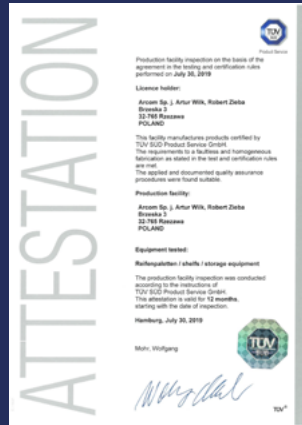 ATTESTATION
TÜV
SÜD
Product Service
Production facility inspection on the basis of the
agreement in the testing and certification rules
performed on July 30, 2019
Licence holder:
Arcom Sp. j. Artur Wilk, Robert Zieba
Brzeska 3
32-765 Rzezawa
POLAND
This facility manufactures products certified by
TÜV SÜD Product Service GmbH.
The requirements to a faultless and homogeneous
fabrication as stated in the test and certification rules
are met.
The applied and documented quality assurance
procedures were found suitable.
Production facility:
Arcom Sp. j. Artur Wilk, Robert Zieba
Brzeska 3
32-765 Rzezawa
POLAND
Equipment tested:
Reifenpaletten / shelfs / storage equipment
The production facility inspection was conducted
according to the instructions of
TÜV SÜD Product Service GmbH.
This attestation is valid for 12 months,
starting with the date of inspection.
Hamburg, July 30, 2019
Mohr, Wolfgang
TÜV
TÜV®